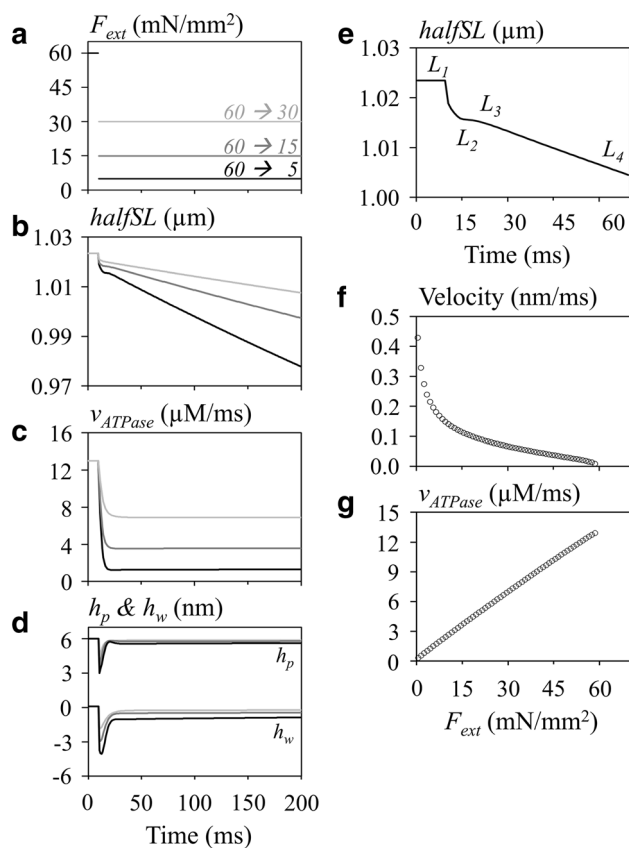 a
F_ext (mN/mm²)
60
45
30
15
0
60 → 30
60 → 15
60 → 5
b
halfSL (µm)
1.03
1.01
0.99
0.97
c
v_ATPase (µM/ms)
16
12
8
4
0
d
h_p & h_w (nm)
6
3
0
-3
-6
h_p
h_w
0 50 100 150 200
Time (ms)
e
halfSL (µm)
1.03
1.02
1.01
1.00
L_1
L_2
L_3
L_4
0 15 30 45 60
Time (ms)
f
Velocity (nm/ms)
0.5
0.4
0.3
0.2
0.1
0.0
g
v_ATPase (µM/ms)
15
12
9
6
3
0
0 15 30 45 60
F_ext (mN/mm²)